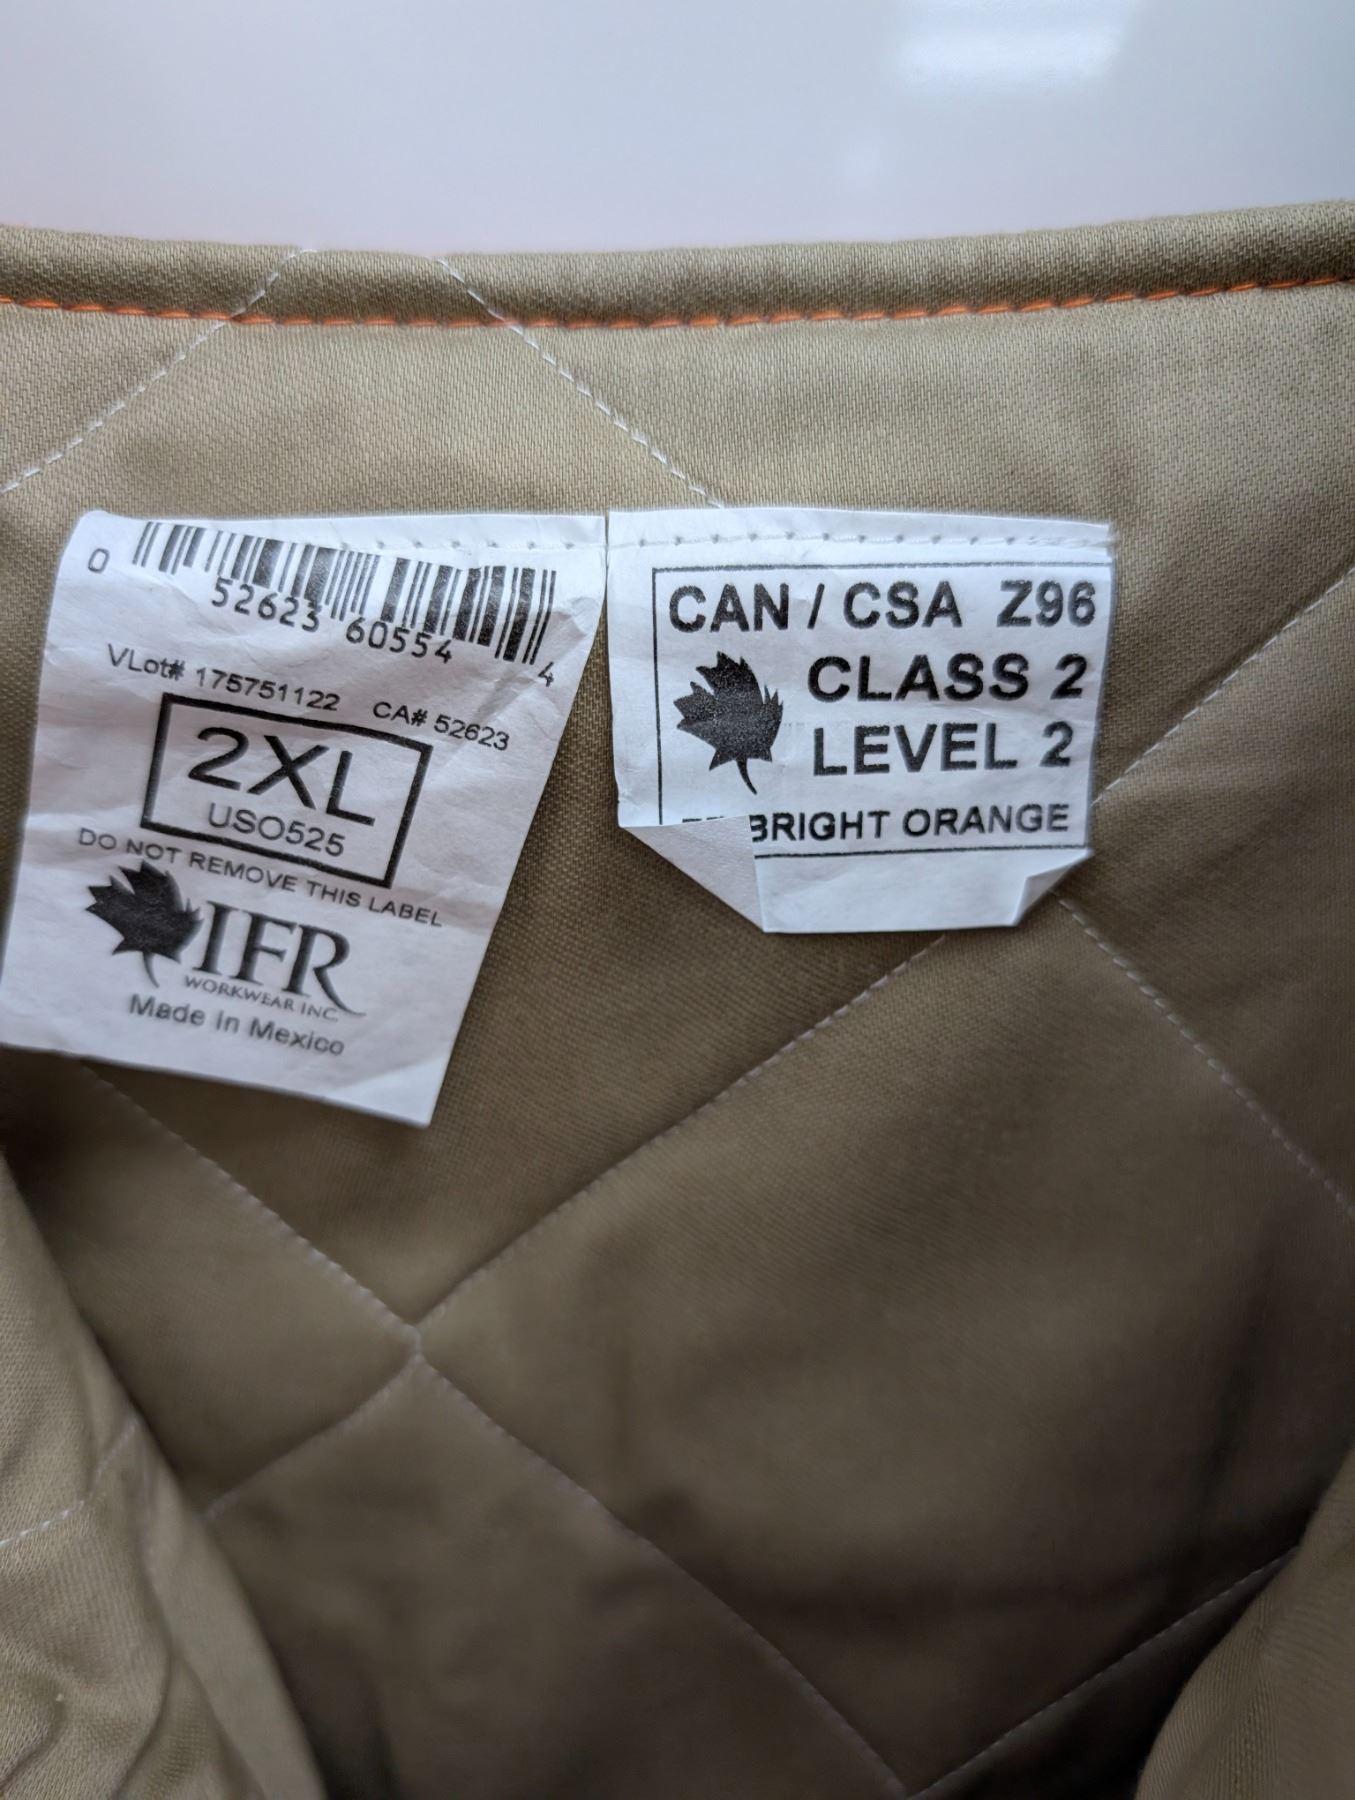 0 52623 60554 4
VLot# 175751122 CA# 52623
2XL
USO525
DO NOT REMOVE THIS LABEL
IFR
WORKWEAR INC.
Made In Mexico
CAN / CSA Z96
CLASS 2
LEVEL 2
BRIGHT ORANGE